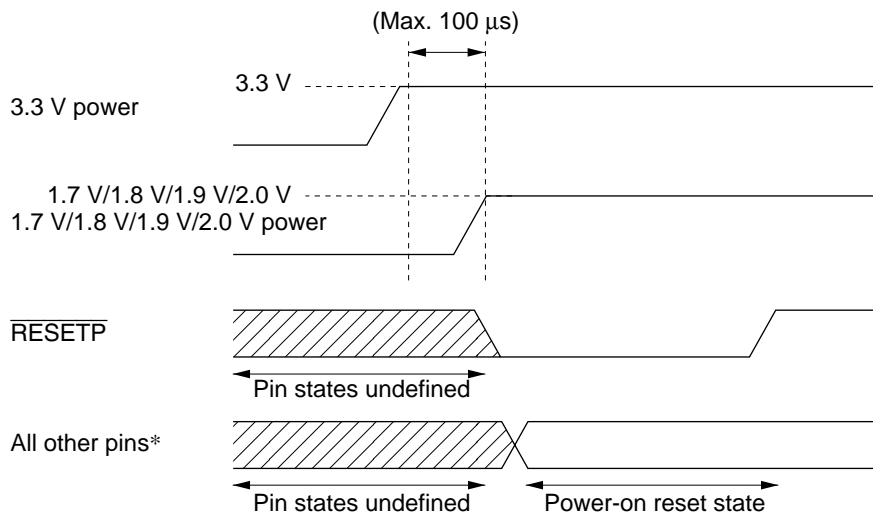 (Max. 100 μs)
3.3 V
3.3 V power
1.7 V/1.8 V/1.9 V/2.0 V
1.7 V/1.8 V/1.9 V/2.0 V power
RESETP
Pin states undefined
All other pins*
Pin states undefined
Power-on reset state